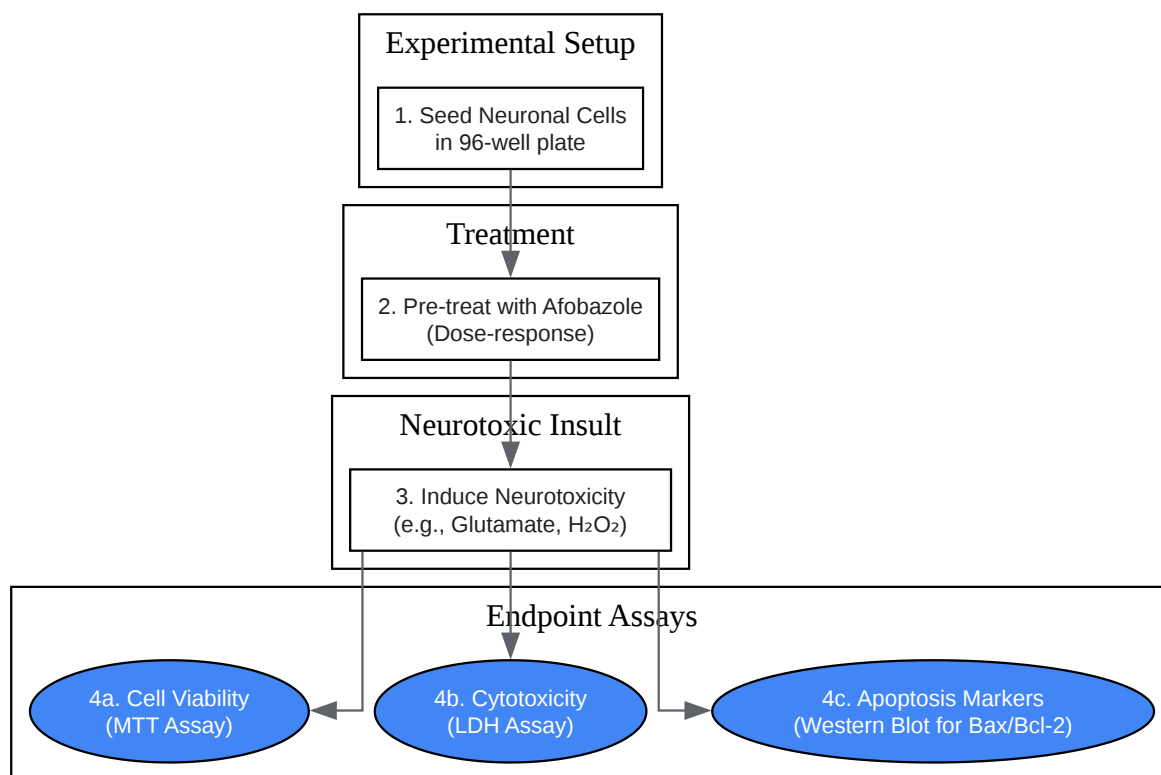 Experimental Setup
1. Seed Neuronal Cells
in 96-well plate
Treatment
2. Pre-treat with Afobazole
(Dose-response)
Neurotoxic Insult
3. Induce Neurotoxicity
(e.g., Glutamate, H₂O₂)
Endpoint Assays
4a. Cell Viability
(MTT Assay)
4b. Cytotoxicity
(LDH Assay)
4c. Apoptosis Markers
(Western Blot for Bax/Bcl-2)